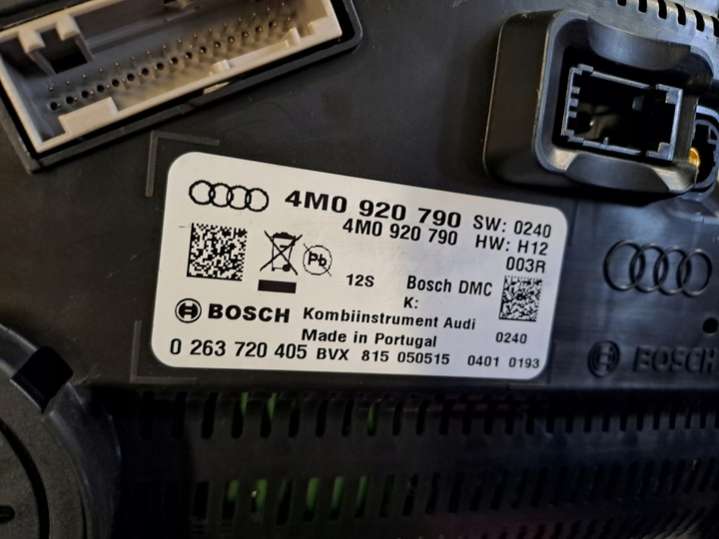 4M0 920 790 SW: 0240
4M0 920 790 HW: H12
003R
Pb
12S Bosch DMC
K:
BOSCH Kombiinstrument Audi
Made in Portugal 0240
0 263 720 405 BVX 815 050515 0401 0193
BOSCH